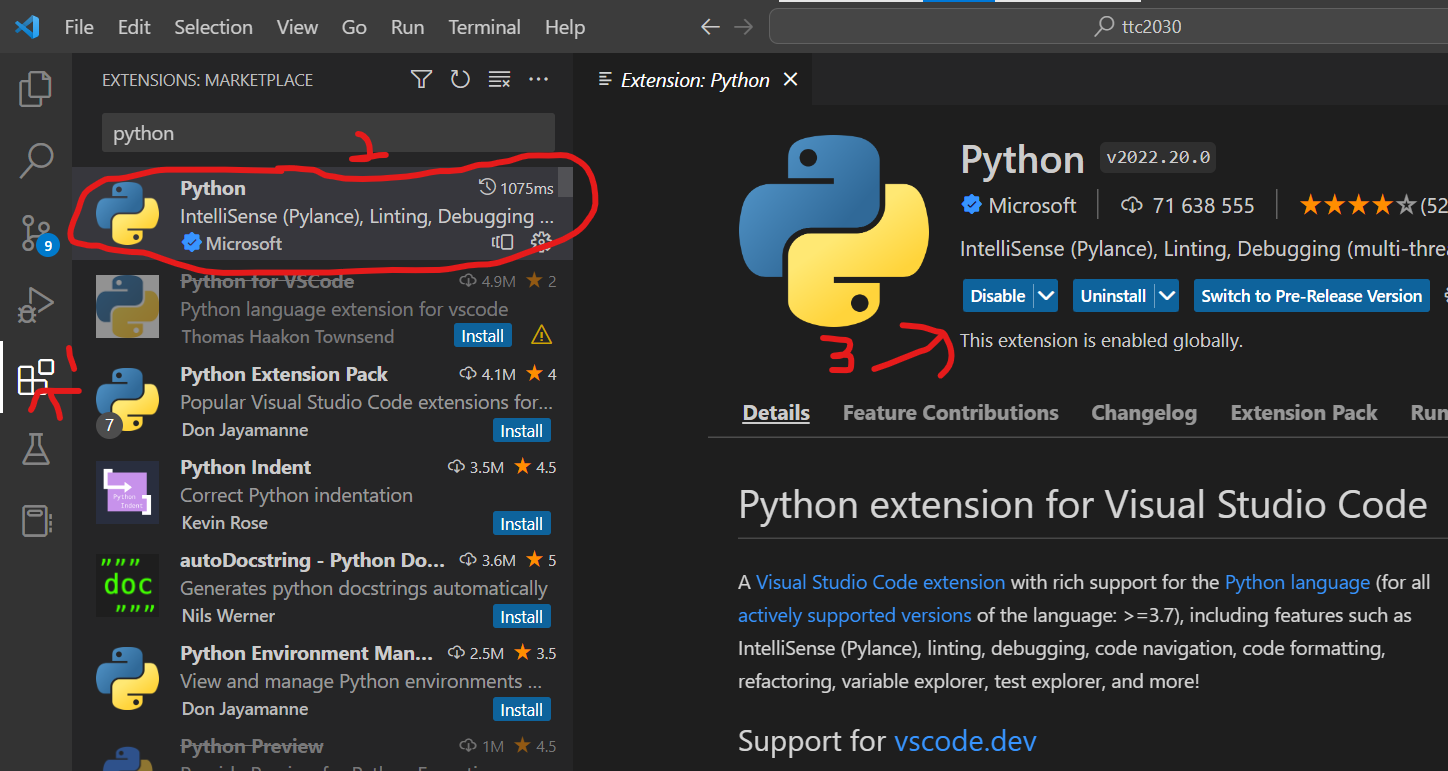 File Edit Selection View Go Run Terminal Help
ttc2030
EXTENSIONS: MARKETPLACE
···
Extension: Python
python
2
Python 1075ms
IntelliSense (Pylance), Linting, Debugging ...
Microsoft
9
Python for VSCode 4.9M 2
Python language extension for vscode
Thomas Haakon Townsend Install
1
Python Extension Pack 4.1M 4
Popular Visual Studio Code extensions for...
7
Don Jayamanne Install
Python Indent 3.5M 4.5
Correct Python indentation
Kevin Rose Install
Python
Indent
autoDocstring - Python Do... 3.6M 5
Generates python docstrings automatically
Nils Werner Install
"""
doc
"""
Python Environment Man... 2.5M 3.5
View and manage Python environments ...
Don Jayamanne Install
Python Preview 1M 4.5
Python v2022.20.0
Microsoft 71 638 555 (52
IntelliSense (Pylance), Linting, Debugging (multi-thre
Disable Uninstall Switch to Pre-Release Version
3
This extension is enabled globally.
Details Feature Contributions Changelog Extension Pack Run
Python extension for Visual Studio Code
A Visual Studio Code extension with rich support for the Python language (for all
actively supported versions of the language: >=3.7), including features such as
IntelliSense (Pylance), linting, debugging, code navigation, code formatting,
refactoring, variable explorer, test explorer, and more!
Support for vscode.dev